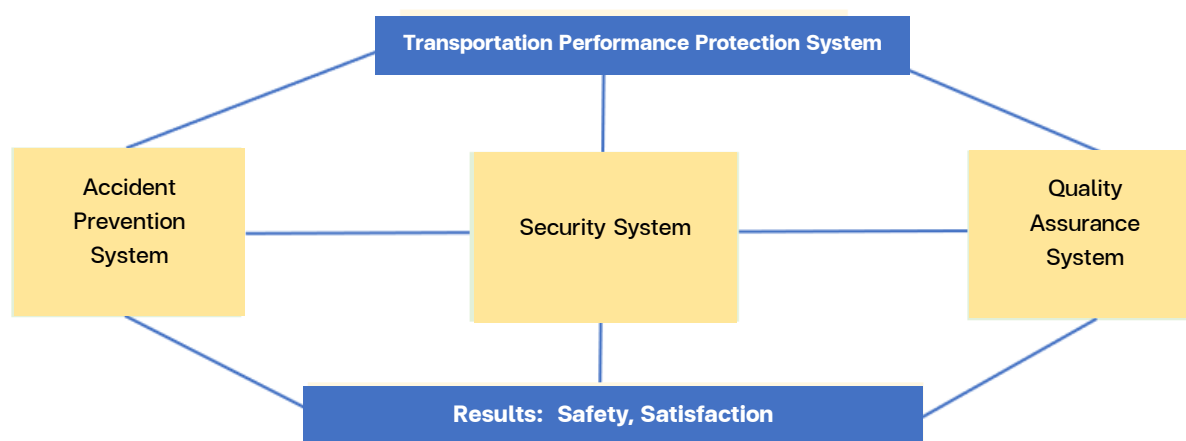 Transportation Performance Protection System
Accident
Prevention
System
Security System
Quality
Assurance
System
Results: Safety, Satisfaction